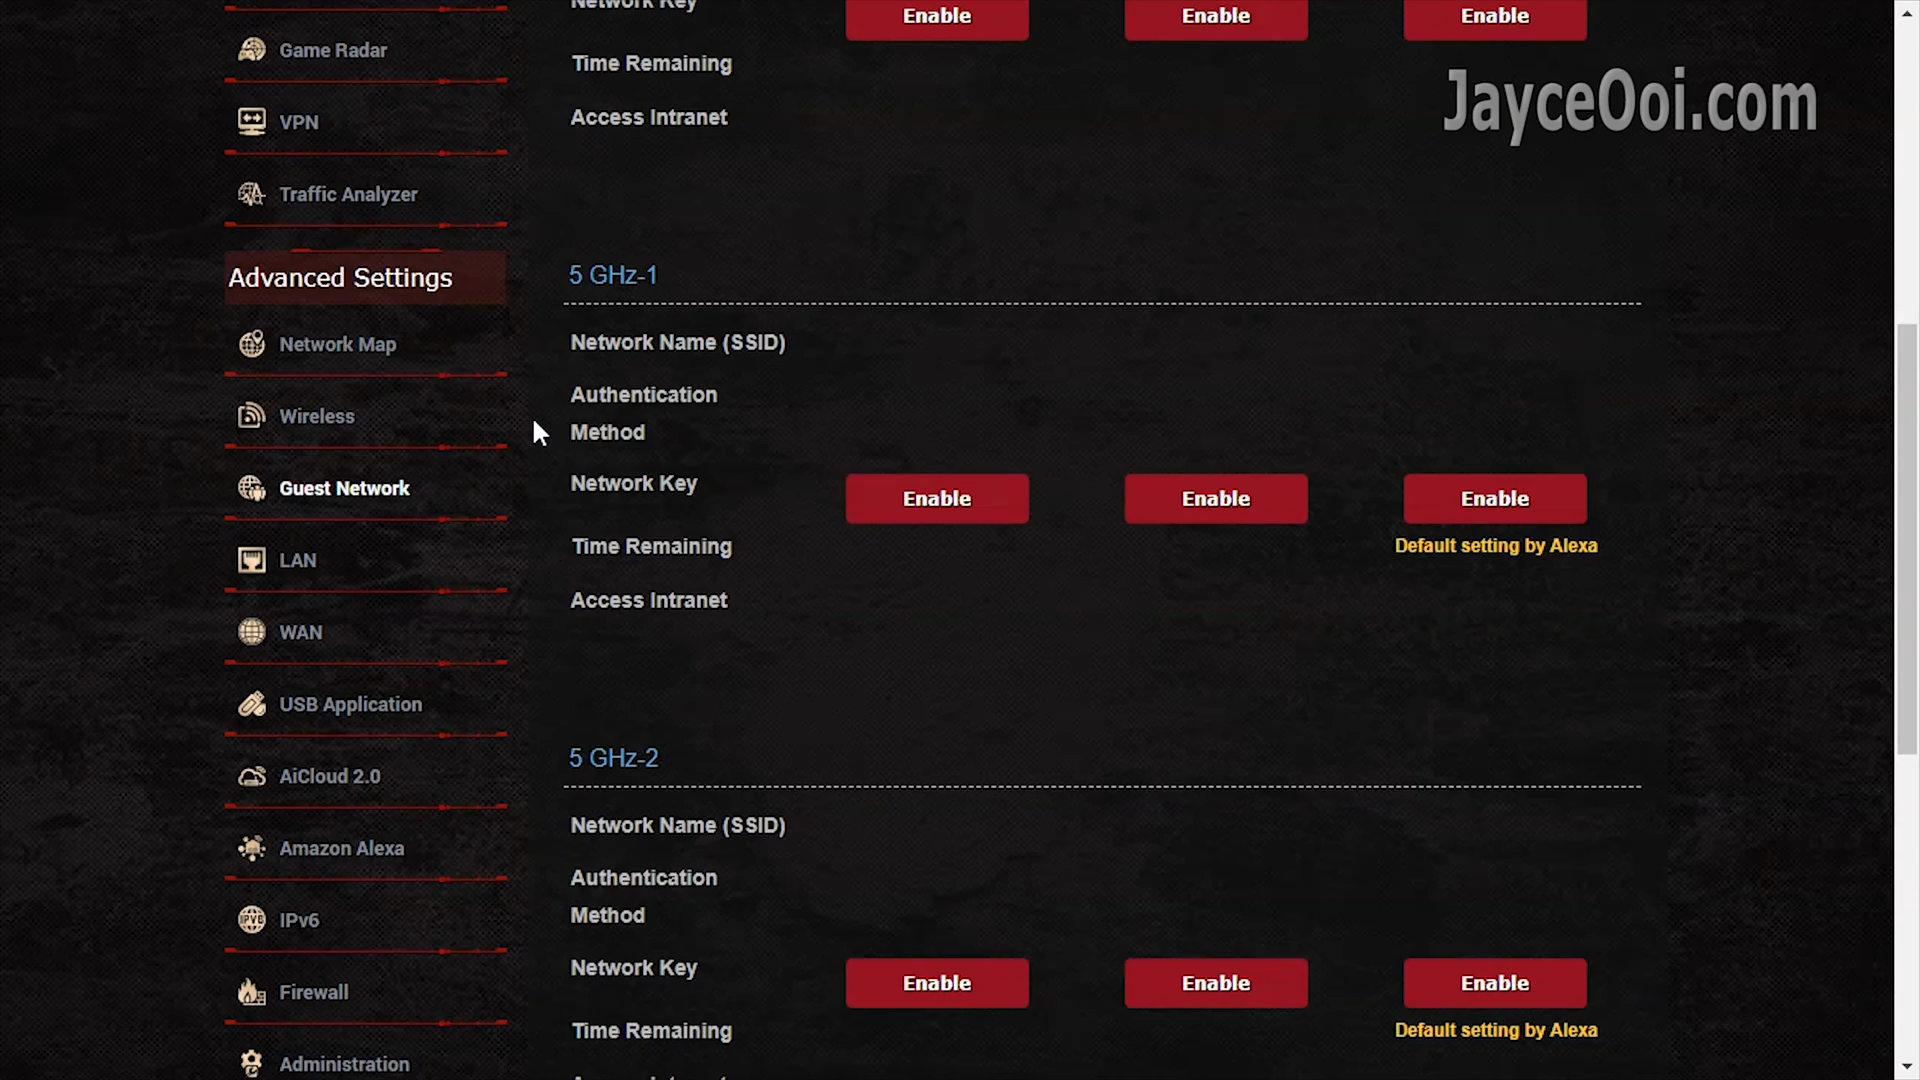 Network Key
Enable Enable Enable
Game Radar
Time Remaining
JayceOoi.com
Access Intranet
VPN
Traffic Analyzer
Advanced Settings
Network Map
Wireless
Guest Network
LAN
WAN
USB Application
AiCloud 2.0
Amazon Alexa
IPv6
Firewall
Administration
5 GHz-1
Network Name (SSID)
Authentication
Method
Network Key
Enable Enable Enable
Time Remaining
Default setting by Alexa
Access Intranet
5 GHz-2
Network Name (SSID)
Authentication
Method
Network Key
Enable Enable Enable
Time Remaining
Default setting by Alexa